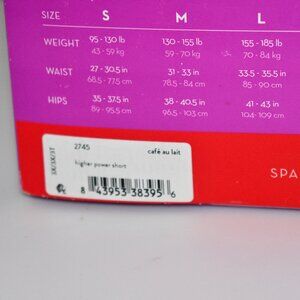 SIZE S M L
WEIGHT 95 - 130 lb 130 - 155 lb 155 - 185 lb
43 - 59 kg 59 - 70 kg 70 - 84 kg
WAIST 27 - 30.5 in 31 - 33 in 33.5 - 35.5 in
68.5 - 77.5 cm 78.5 - 84 cm 85 - 90 cm
HIPS 35 - 37.5 in 38 - 40.5 in 41 - 43 in
89 - 95.5 cm 96.5 - 103 cm 104 - 109 cm
2745 café au lait
higher power short
8 43953 38395 6
SPA